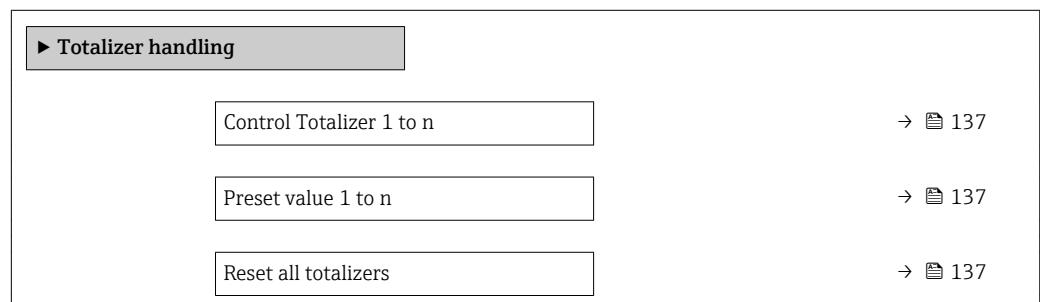 ▶ Totalizer handling
Control Totalizer 1 to n → 137
Preset value 1 to n → 137
Reset all totalizers → 137